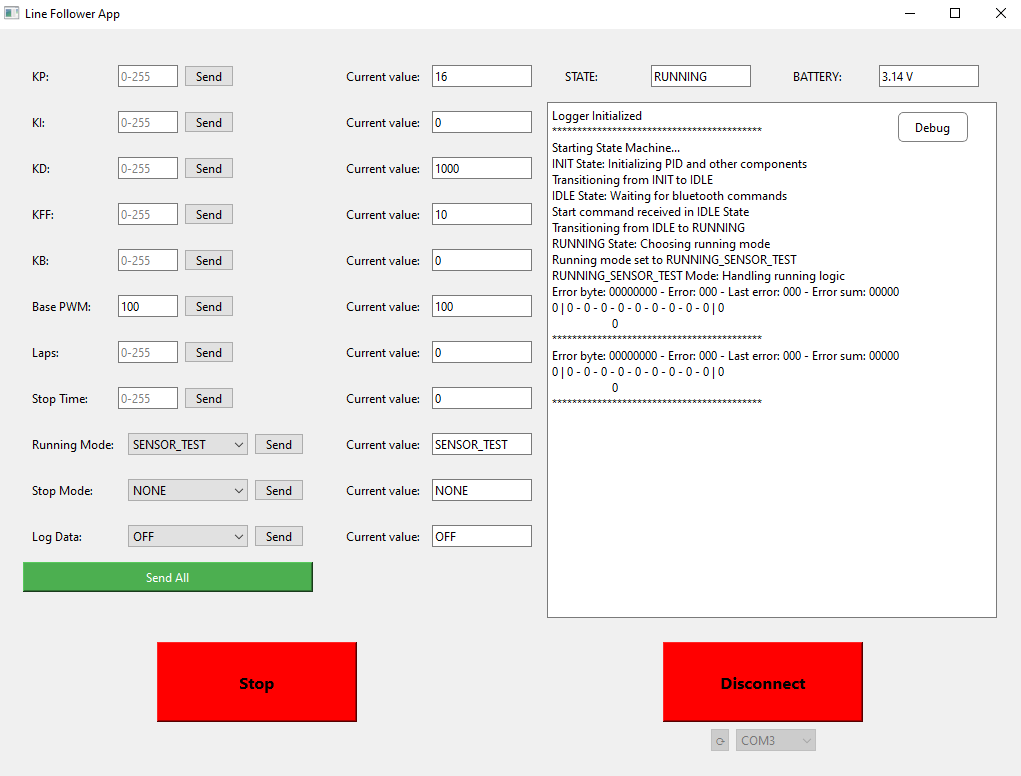 Line Follower App
KP: 0-255 Send Current value: 16 STATE: RUNNING BATTERY: 3.14 V
KI: 0-255 Send Current value: 0
KD: 0-255 Send Current value: 1000
KFF: 0-255 Send Current value: 10
KB: 0-255 Send Current value: 0
Base PWM: 100 Send Current value: 100
Laps: 0-255 Send Current value: 0
Stop Time: 0-255 Send Current value: 0
Running Mode: SENSOR_TEST Send Current value: SENSOR_TEST
Stop Mode: NONE Send Current value: NONE
Log Data: OFF Send Current value: OFF
Send All
Logger Initialized
Debug
******************************************
Starting State Machine...
INIT State: Initializing PID and other components
Transitioning from INIT to IDLE
IDLE State: Waiting for bluetooth commands
Start command received in IDLE State
Transitioning from IDLE to RUNNING
RUNNING State: Choosing running mode
Running mode set to RUNNING_SENSOR_TEST
RUNNING_SENSOR_TEST Mode: Handling running logic
Error byte: 00000000 - Error: 000 - Last error: 000 - Error sum: 00000
0 | 0 - 0 - 0 - 0 - 0 - 0 - 0 - 0 - 0 | 0
0
******************************************
Error byte: 00000000 - Error: 000 - Last error: 000 - Error sum: 00000
0 | 0 - 0 - 0 - 0 - 0 - 0 - 0 - 0 - 0 | 0
0
******************************************
Stop
Disconnect
COM3